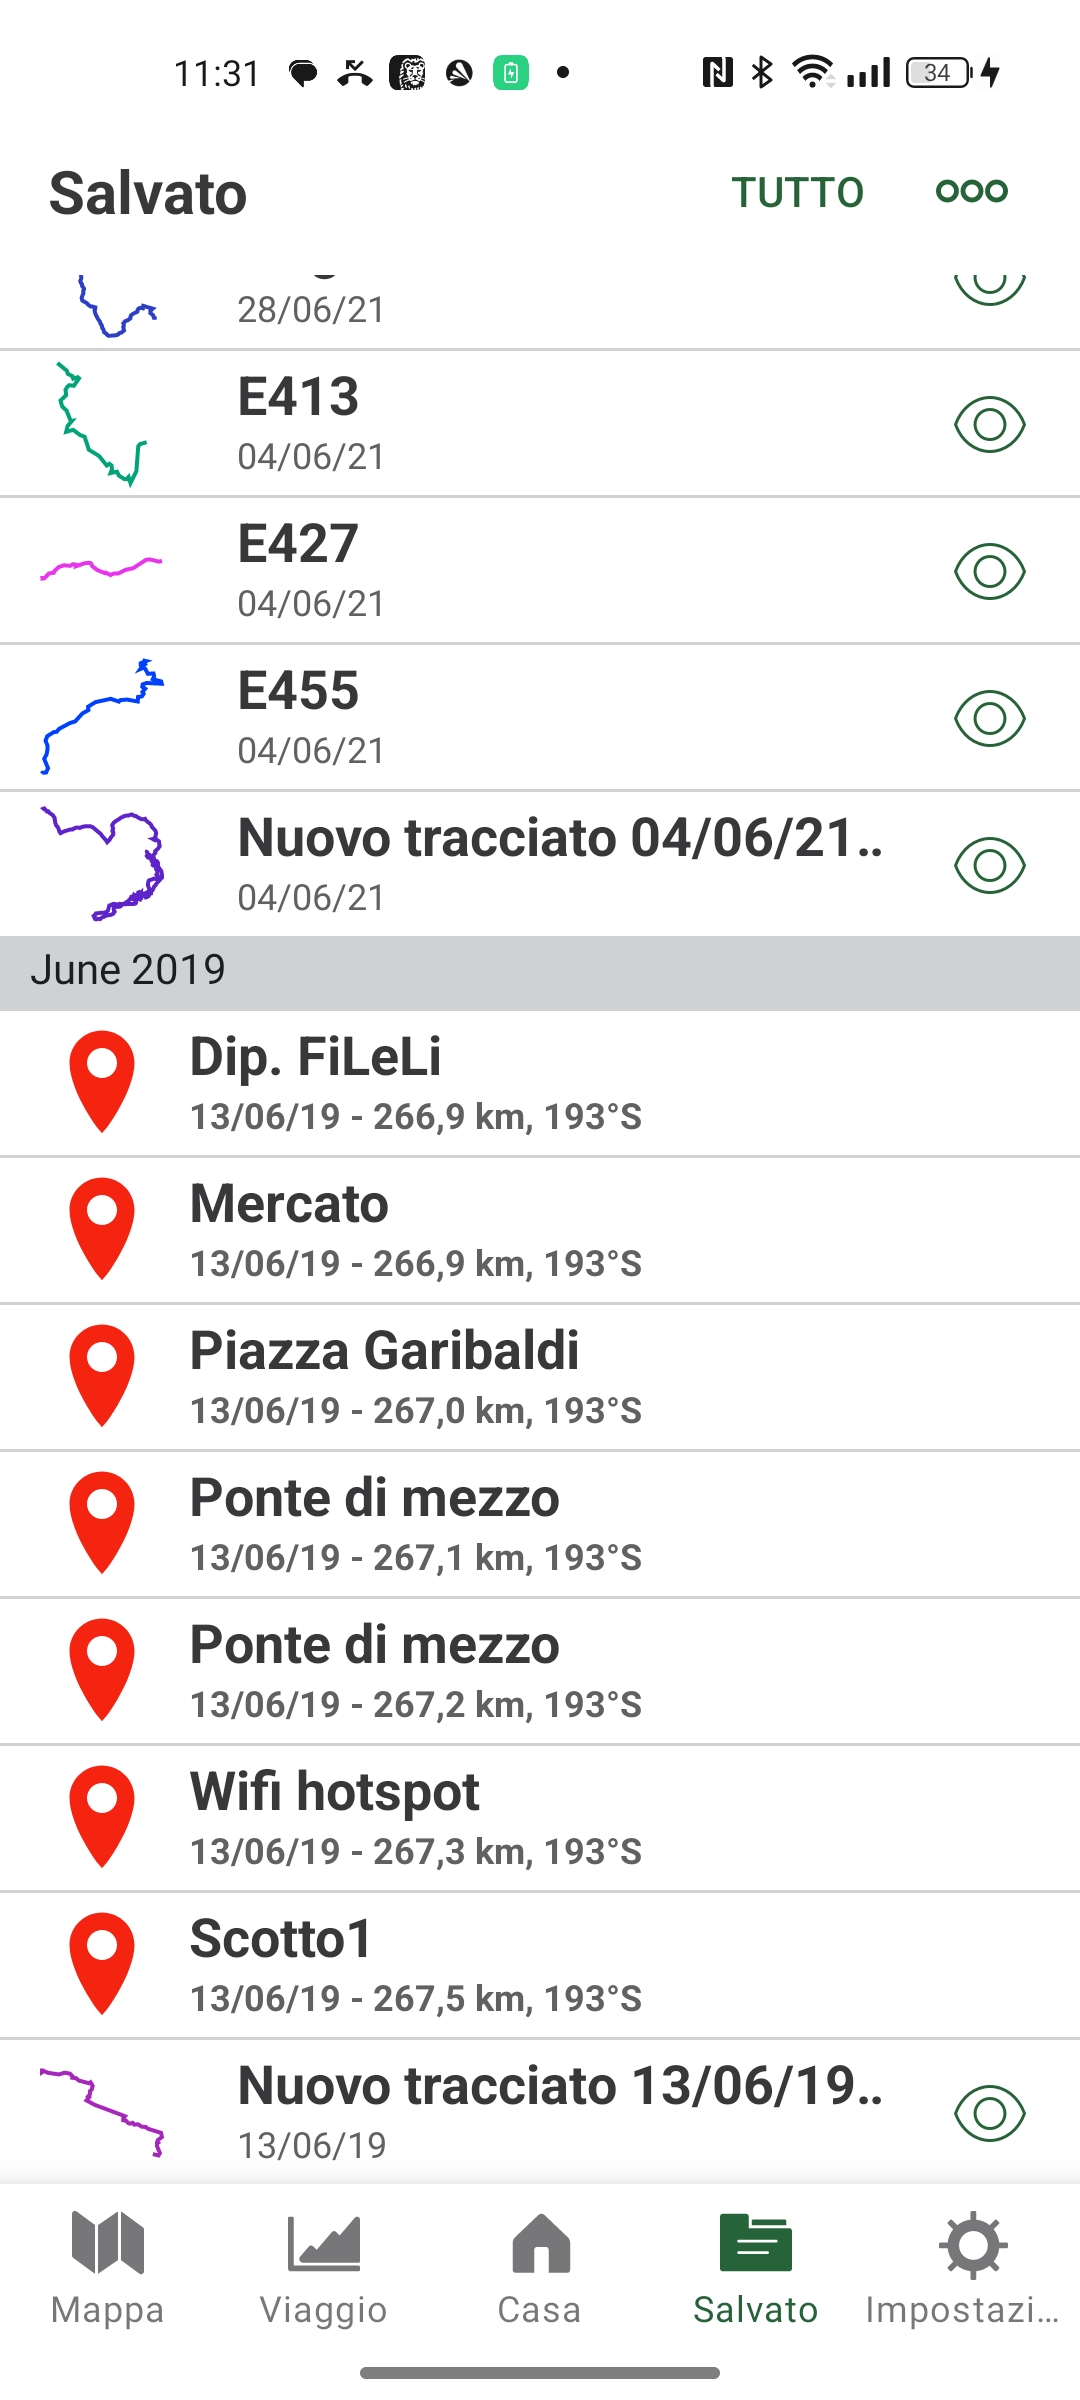 11:31
34
Salvato
TUTTO
28/06/21
E413
04/06/21
E427
04/06/21
E455
04/06/21
Nuovo tracciato 04/06/21..
04/06/21
June 2019
Dip. FiLeLi
13/06/19 - 266,9 km, 193°S
Mercato
13/06/19 - 266,9 km, 193°S
Piazza Garibaldi
13/06/19 - 267,0 km, 193°S
Ponte di mezzo
13/06/19 - 267,1 km, 193°S
Ponte di mezzo
13/06/19 - 267,2 km, 193°S
Wifi hotspot
13/06/19 - 267,3 km, 193°S
Scotto1
13/06/19 - 267,5 km, 193°S
Nuovo tracciato 13/06/19..
13/06/19
Mappa
Viaggio
Casa
Salvato
Impostazi...